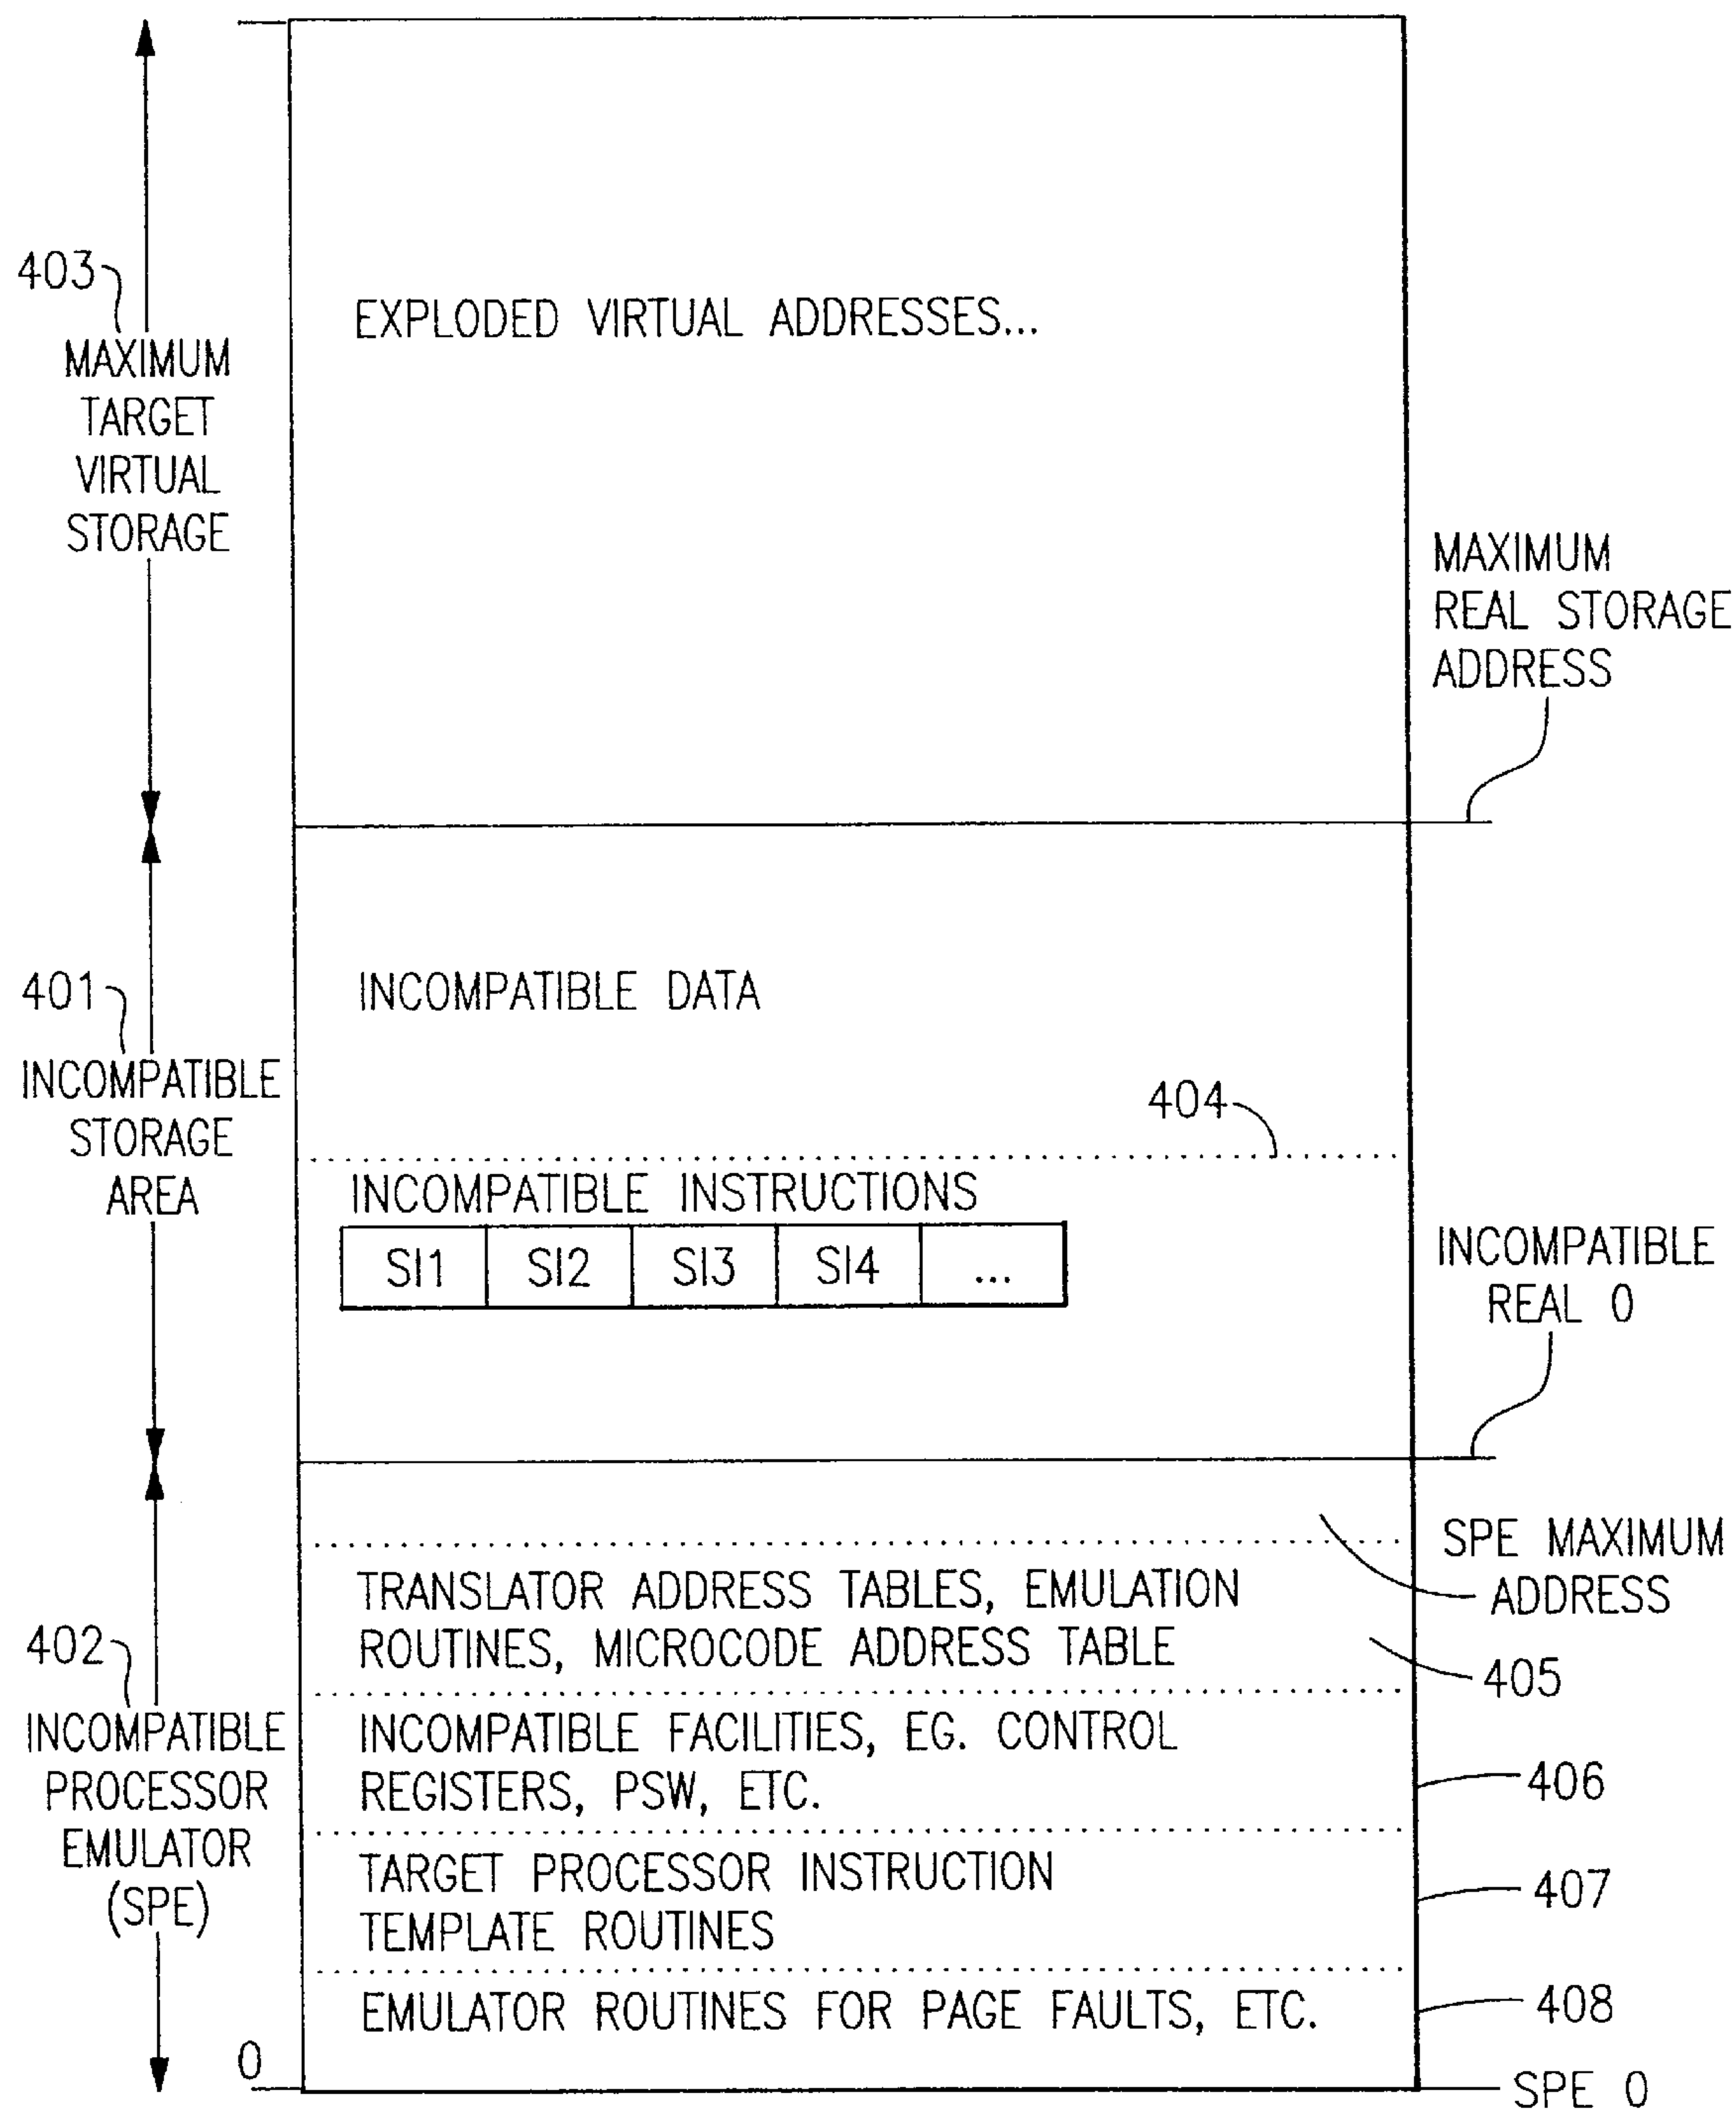 403
MAXIMUM
TARGET
VIRTUAL
STORAGE
EXPLODED VIRTUAL ADDRESSES...
MAXIMUM
REAL STORAGE
ADDRESS
401
INCOMPATIBLE
STORAGE
AREA
INCOMPATIBLE DATA
404
INCOMPATIBLE INSTRUCTIONS
SI1 SI2 SI3 SI4 ...
INCOMPATIBLE
REAL 0
SPE MAXIMUM
ADDRESS
402
INCOMPATIBLE
PROCESSOR
EMULATOR
(SPE)
TRANSLATOR ADDRESS TABLES, EMULATION
ROUTINES, MICROCODE ADDRESS TABLE
405
INCOMPATIBLE FACILITIES, EG. CONTROL
REGISTERS, PSW, ETC.
406
TARGET PROCESSOR INSTRUCTION
TEMPLATE ROUTINES
407
EMULATOR ROUTINES FOR PAGE FAULTS, ETC.
408
0
SPE 0